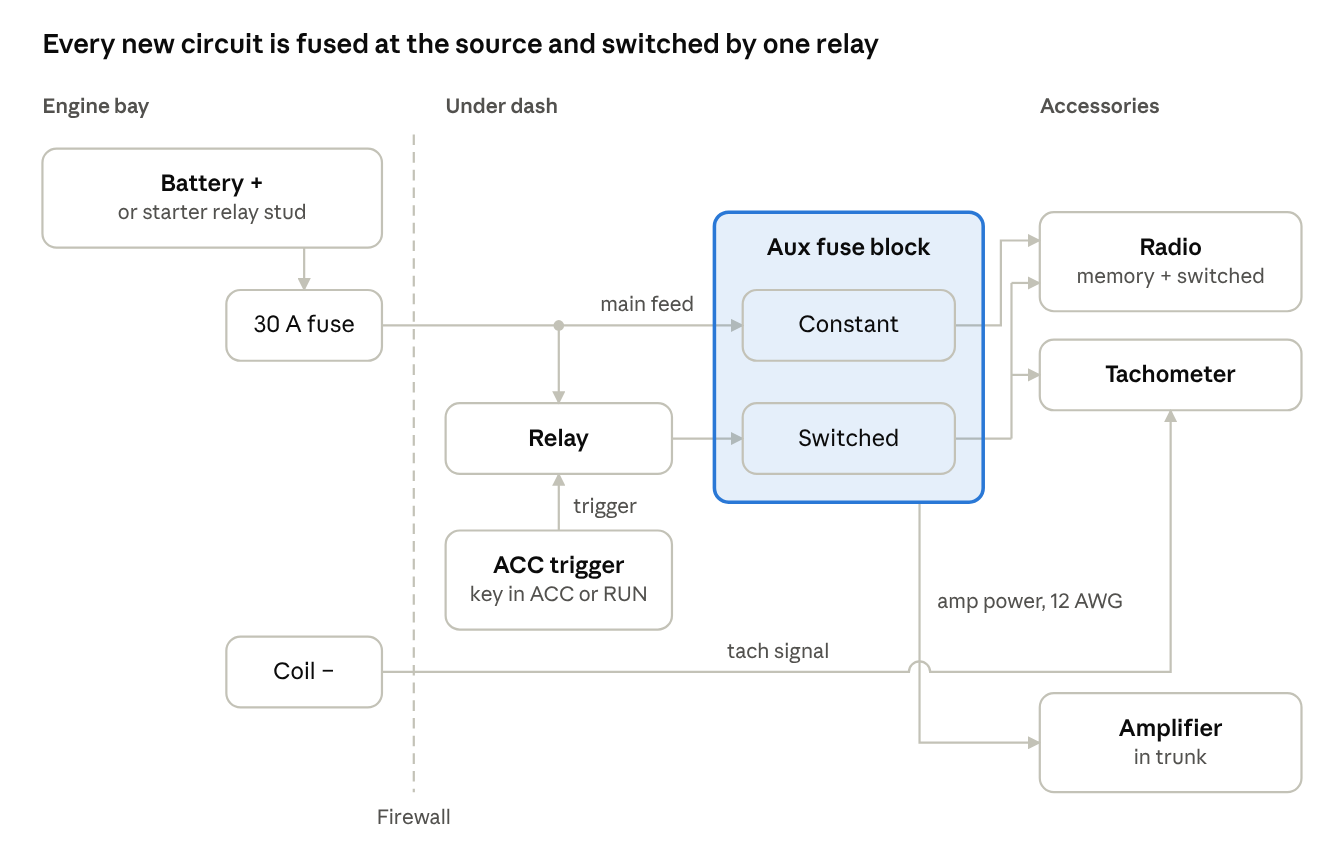 Every new circuit is fused at the source and switched by one relay
Engine bay
Under dash
Accessories
Battery +
or starter relay stud
30 A fuse
main feed
Aux fuse block
Constant
Switched
Radio
memory + switched
Tachometer
Relay
trigger
ACC trigger
key in ACC or RUN
amp power, 12 AWG
Coil –
tach signal
Amplifier
in trunk
Firewall